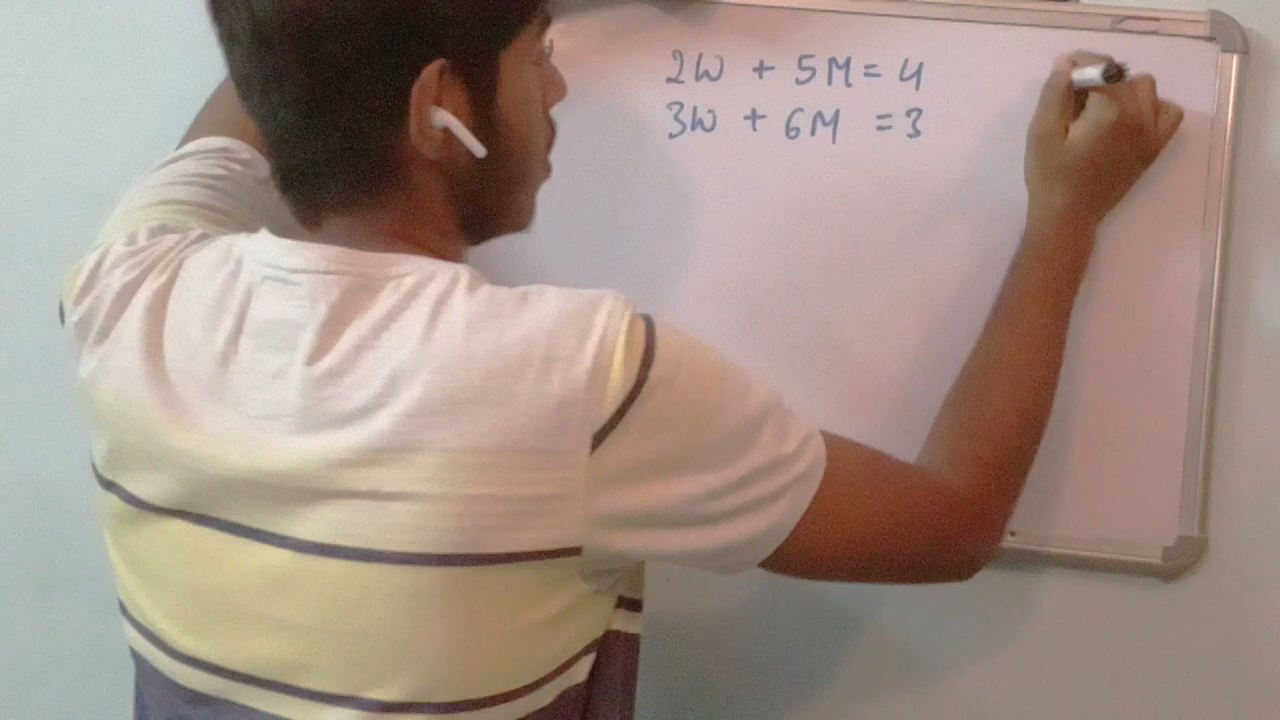 2W + 5M = 4
3W + 6M = 3